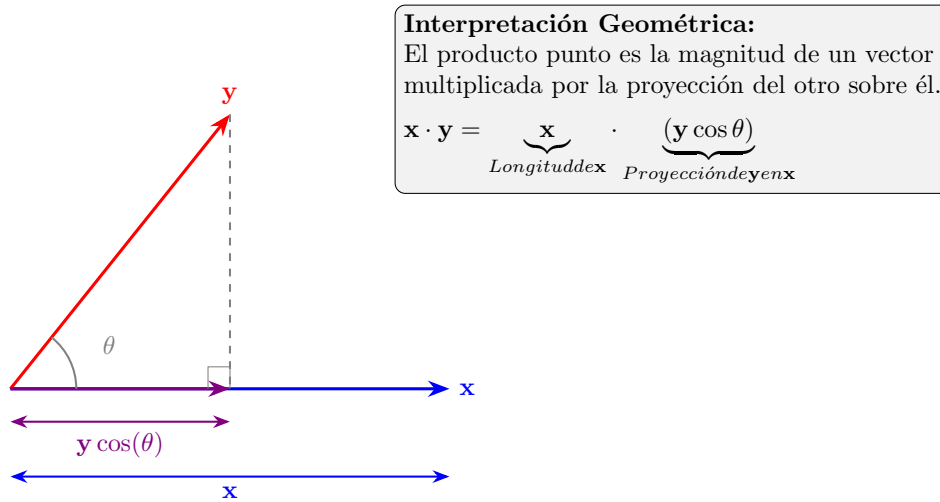 Interpretación Geométrica:
El producto punto es la magnitud de un vector
multiplicada por la proyección del otro sobre él.
x · y = x · (y cos θ)
Longituddex Proyeccióndeyenx
y
θ
x
y cos(θ)
x